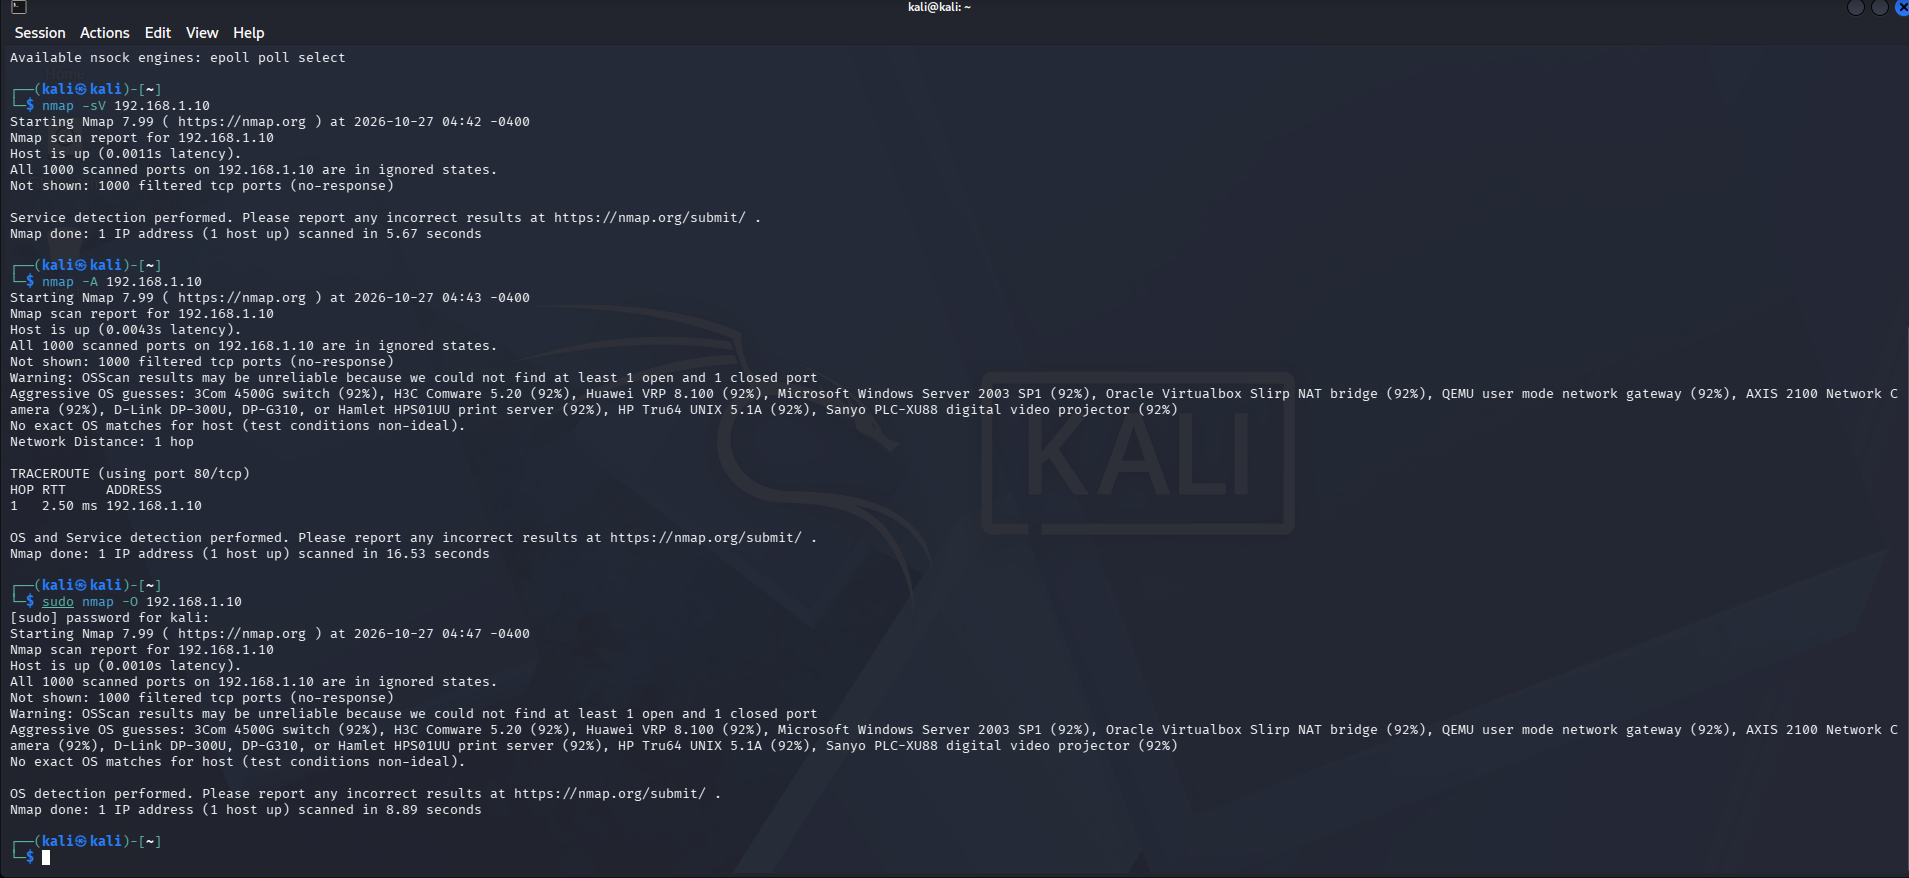 kali@kali: ~
Session Actions Edit View Help
Available nsock engines: epoll poll select
┌──(kali㉿kali)-[~]
└─$ nmap -sV 192.168.1.10
Starting Nmap 7.99 ( https://nmap.org ) at 2026-10-27 04:42 -0400
Nmap scan report for 192.168.1.10
Host is up (0.0011s latency).
All 1000 scanned ports on 192.168.1.10 are in ignored states.
Not shown: 1000 filtered tcp ports (no-response)
Service detection performed. Please report any incorrect results at https://nmap.org/submit/ .
Nmap done: 1 IP address (1 host up) scanned in 5.67 seconds
┌──(kali㉿kali)-[~]
└─$ nmap -A 192.168.1.10
Starting Nmap 7.99 ( https://nmap.org ) at 2026-10-27 04:43 -0400
Nmap scan report for 192.168.1.10
Host is up (0.0043s latency).
All 1000 scanned ports on 192.168.1.10 are in ignored states.
Not shown: 1000 filtered tcp ports (no-response)
Warning: OSScan results may be unreliable because we could not find at least 1 open and 1 closed port
Aggressive OS guesses: 3Com 4500G switch (92%), H3C Comware 5.20 (92%), Huawei VRP 8.100 (92%), Microsoft Windows Server 2003 SP1 (92%), Oracle Virtualbox Slirp NAT bridge (92%), QEMU user mode network gateway (92%), AXIS 2100 Network C
amera (92%), D-Link DP-300U, DP-G310, or Hamlet HPS01UU print server (92%), HP Tru64 UNIX 5.1A (92%), Sanyo PLC-XU88 digital video projector (92%)
No exact OS matches for host (test conditions non-ideal).
Network Distance: 1 hop
TRACEROUTE (using port 80/tcp)
HOP RTT     ADDRESS
1   2.50 ms 192.168.1.10
OS and Service detection performed. Please report any incorrect results at https://nmap.org/submit/ .
Nmap done: 1 IP address (1 host up) scanned in 16.53 seconds
┌──(kali㉿kali)-[~]
└─$ sudo nmap -O 192.168.1.10
[sudo] password for kali:
Starting Nmap 7.99 ( https://nmap.org ) at 2026-10-27 04:47 -0400
Nmap scan report for 192.168.1.10
Host is up (0.0010s latency).
All 1000 scanned ports on 192.168.1.10 are in ignored states.
Not shown: 1000 filtered tcp ports (no-response)
Warning: OSScan results may be unreliable because we could not find at least 1 open and 1 closed port
Aggressive OS guesses: 3Com 4500G switch (92%), H3C Comware 5.20 (92%), Huawei VRP 8.100 (92%), Microsoft Windows Server 2003 SP1 (92%), Oracle Virtualbox Slirp NAT bridge (92%), QEMU user mode network gateway (92%), AXIS 2100 Network C
amera (92%), D-Link DP-300U, DP-G310, or Hamlet HPS01UU print server (92%), HP Tru64 UNIX 5.1A (92%), Sanyo PLC-XU88 digital video projector (92%)
No exact OS matches for host (test conditions non-ideal).
OS detection performed. Please report any incorrect results at https://nmap.org/submit/ .
Nmap done: 1 IP address (1 host up) scanned in 8.89 seconds
┌──(kali㉿kali)-[~]
└─$
KALI